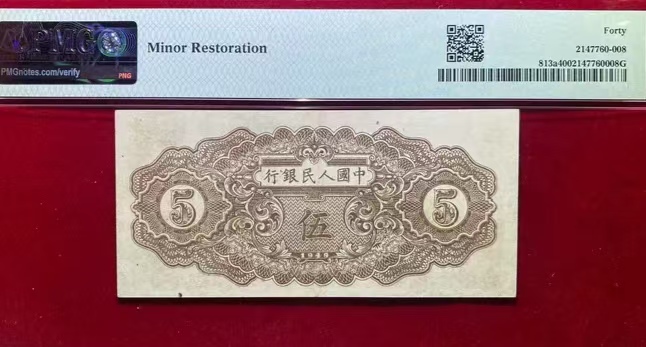 PMG
PMGnotes.com/verify
PNG
Minor Restoration
Forty
2147760-008
813a4002147760008G
行銀民人國中
5
伍
5